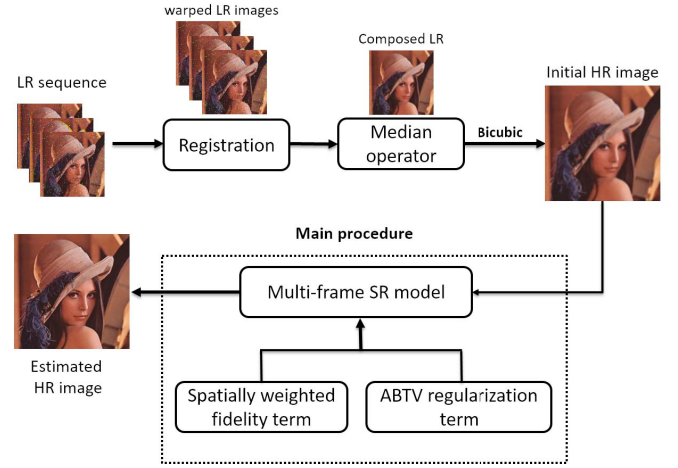 warped LR images
Composed LR
LR sequence
Initial HR image
Registration
Median
operator
Bicubic
Main procedure
Multi-frame SR model
Estimated
HR image
Spatially weighted
fidelity term
ABTV regularization
term